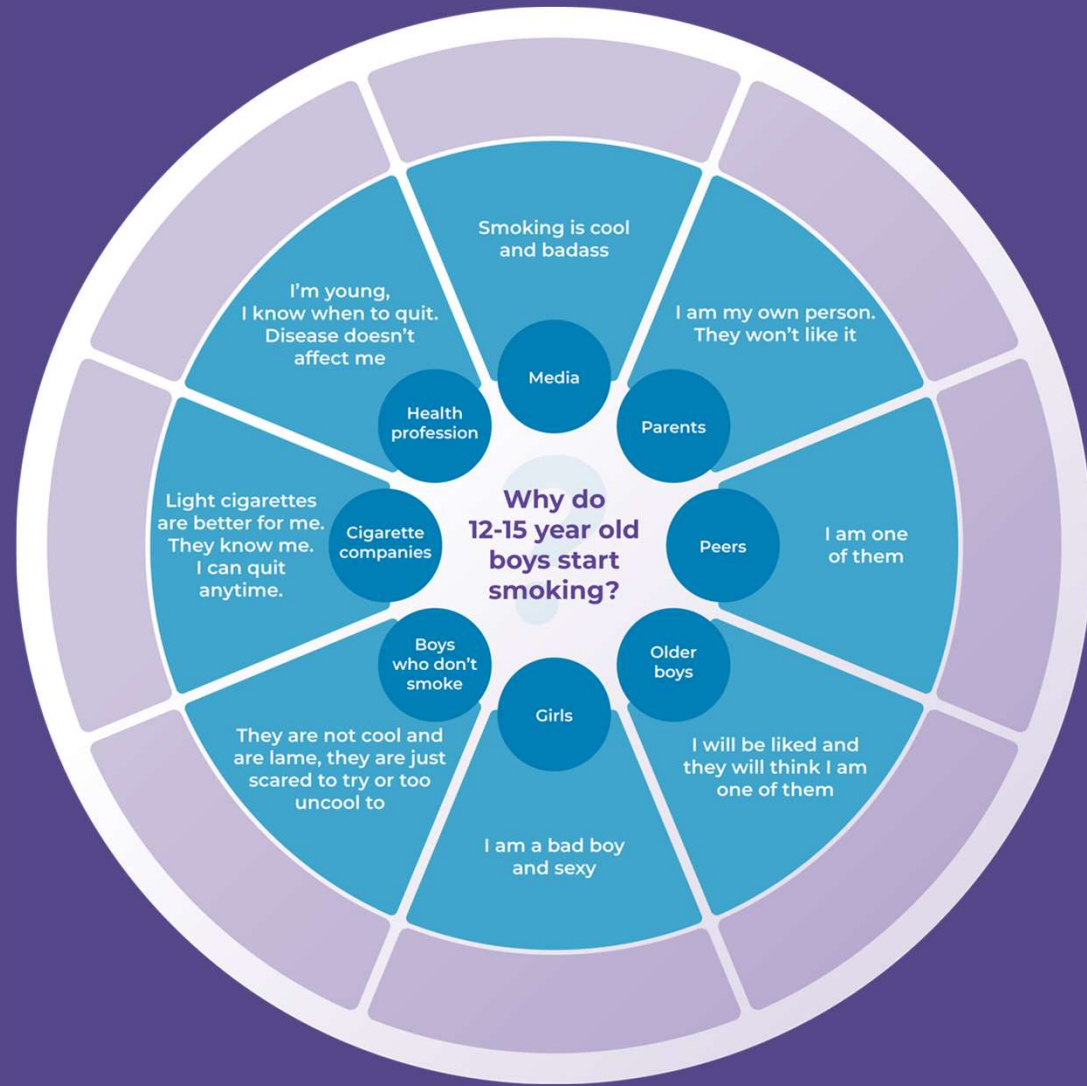 Why do
12-15 year old
boys start
smoking?
Media
Smoking is cool
and badass
Parents
I am my own person.
They won't like it
Peers
I am one
of them
Older
boys
I will be liked and
they will think I am
one of them
Girls
I am a bad boy
and sexy
Boys
who don't
smoke
They are not cool and
are lame, they are just
scared to try or too
uncool to
Cigarette
companies
Light cigarettes
are better for me.
They know me.
I can quit
anytime.
Health
profession
I'm young,
I know when to quit.
Disease doesn't
affect me
?